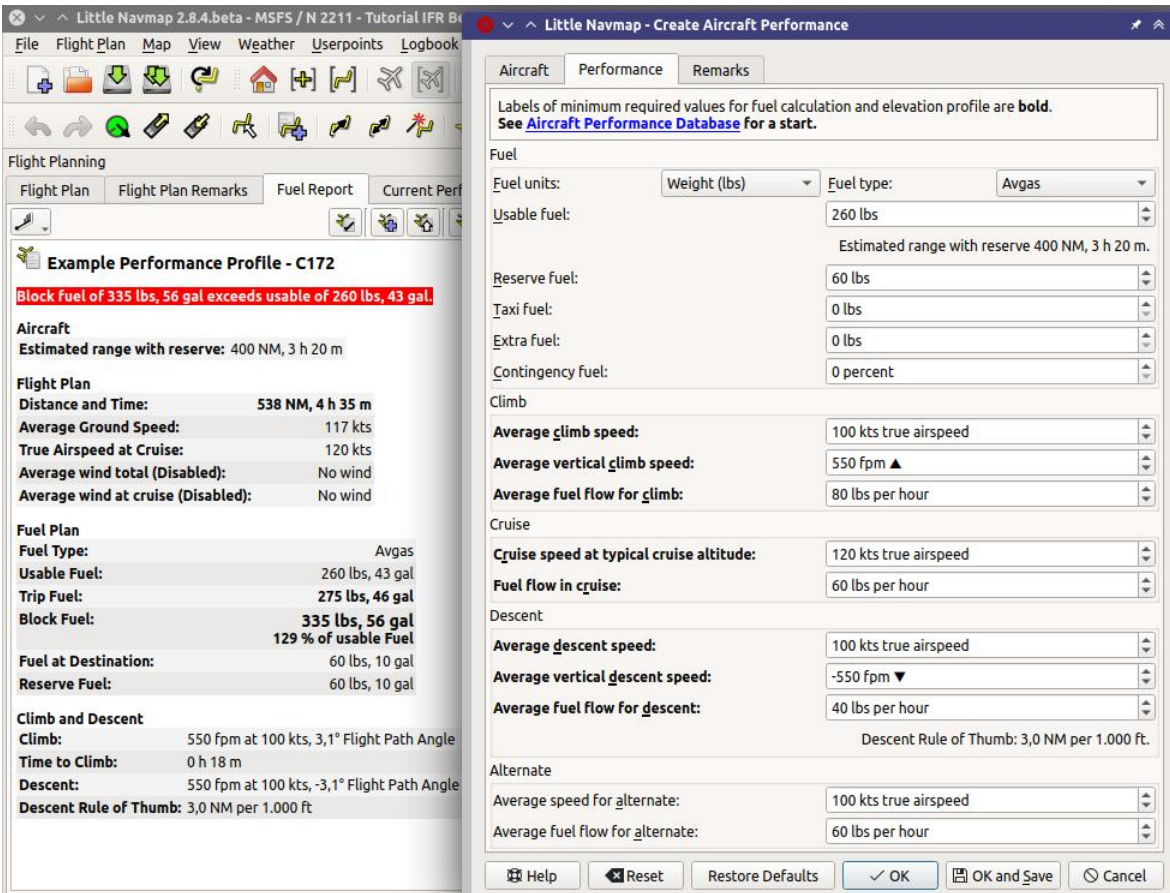 Little Navmap 2.8.4.beta - MSFS / N 2211 - Tutorial IFR Be
File Flight Plan Map View Weather Userpoints Logbook
Flight Planning
Flight Plan Flight Plan Remarks Fuel Report Current Perf
Example Performance Profile - C172
Block fuel of 335 lbs, 56 gal exceeds usable of 260 lbs, 43 gal.
Aircraft
Estimated range with reserve: 400 NM, 3 h 20 m
Flight Plan
Distance and Time: 538 NM, 4 h 35 m
Average Ground Speed: 117 kts
True Airspeed at Cruise: 120 kts
Average wind total (Disabled): No wind
Average wind at cruise (Disabled): No wind
Fuel Plan
Fuel Type: Avgas
Usable Fuel: 260 lbs, 43 gal
Trip Fuel: 275 lbs, 46 gal
Block Fuel: 335 lbs, 56 gal
129 % of usable Fuel
Fuel at Destination: 60 lbs, 10 gal
Reserve Fuel: 60 lbs, 10 gal
Climb and Descent
Climb: 550 fpm at 100 kts, 3,1° Flight Path Angle
Time to Climb: 0 h 18 m
Descent: 550 fpm at 100 kts, -3,1° Flight Path Angle
Descent Rule of Thumb: 3,0 NM per 1.000 ft
Little Navmap - Create Aircraft Performance
Aircraft Performance Remarks
Labels of minimum required values for fuel calculation and elevation profile are bold.
See Aircraft Performance Database for a start.
Fuel
Fuel units: Weight (lbs) Fuel type: Avgas
Usable fuel: 260 lbs
Estimated range with reserve 400 NM, 3 h 20 m.
Reserve fuel: 60 lbs
Taxi fuel: 0 lbs
Extra fuel: 0 lbs
Contingency fuel: 0 percent
Climb
Average climb speed: 100 kts true airspeed
Average vertical climb speed: 550 fpm ▲
Average fuel flow for climb: 80 lbs per hour
Cruise
Cruise speed at typical cruise altitude: 120 kts true airspeed
Fuel flow in cruise: 60 lbs per hour
Descent
Average descent speed: 100 kts true airspeed
Average vertical descent speed: -550 fpm ▼
Average fuel flow for descent: 40 lbs per hour
Descent Rule of Thumb: 3,0 NM per 1.000 ft.
Alternate
Average speed for alternate: 100 kts true airspeed
Average fuel flow for alternate: 60 lbs per hour
Help Reset Restore Defaults OK OK and Save Cancel